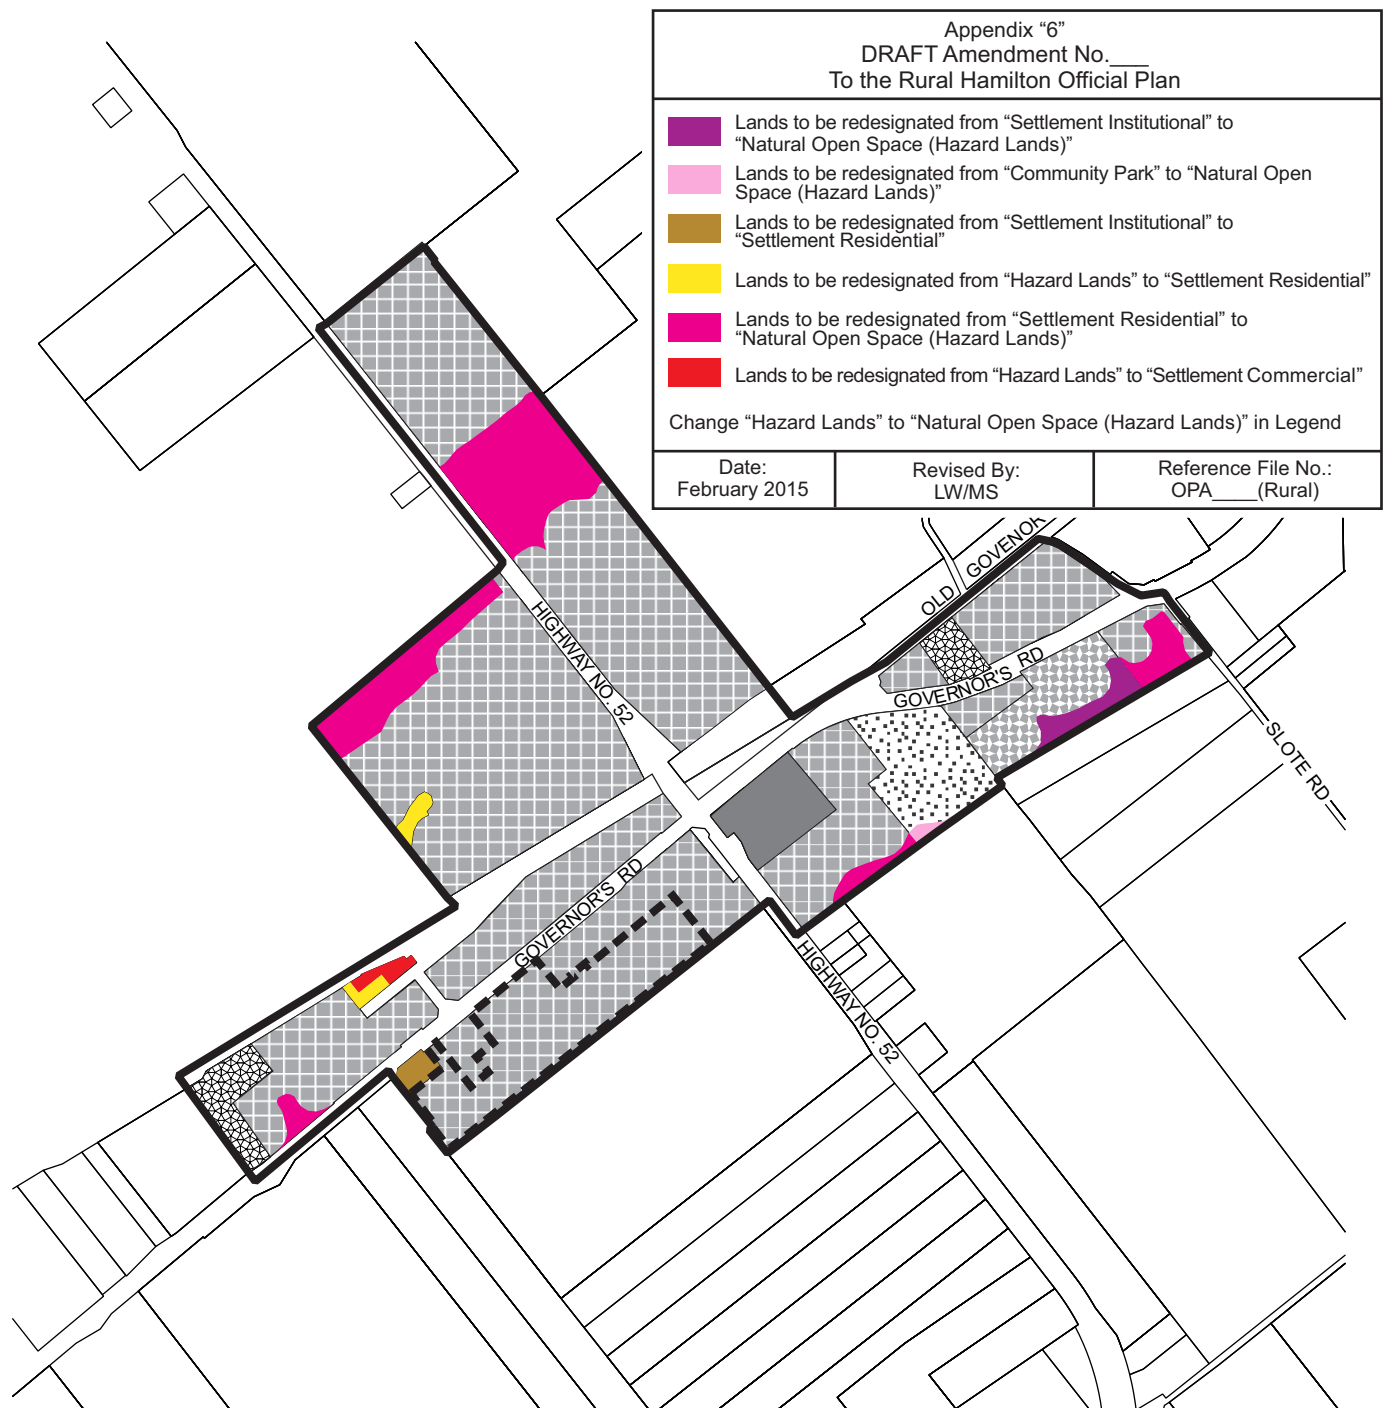 Appendix “6”
DRAFT Amendment No.___
To the Rural Hamilton Official Plan
Lands to be redesignated from “Settlement Institutional” to
“Natural Open Space (Hazard Lands)”
Lands to be redesignated from “Community Park” to “Natural Open
Space (Hazard Lands)”
Lands to be redesignated from “Settlement Institutional” to
“Settlement Residential”
Lands to be redesignated from “Hazard Lands” to “Settlement Residential”
Lands to be redesignated from “Settlement Residential” to
“Natural Open Space (Hazard Lands)”
Lands to be redesignated from “Hazard Lands” to “Settlement Commercial”
Change “Hazard Lands” to “Natural Open Space (Hazard Lands)” in Legend
Date:
February 2015
Revised By:
LW/MS
Reference File No.:
OPA____(Rural)
OLD GOVENOR
HIGHWAY NO. 52
GOVERNOR'S RD
SLOTE RD
GOVERNOR'S RD
HIGHWAY NO. 52